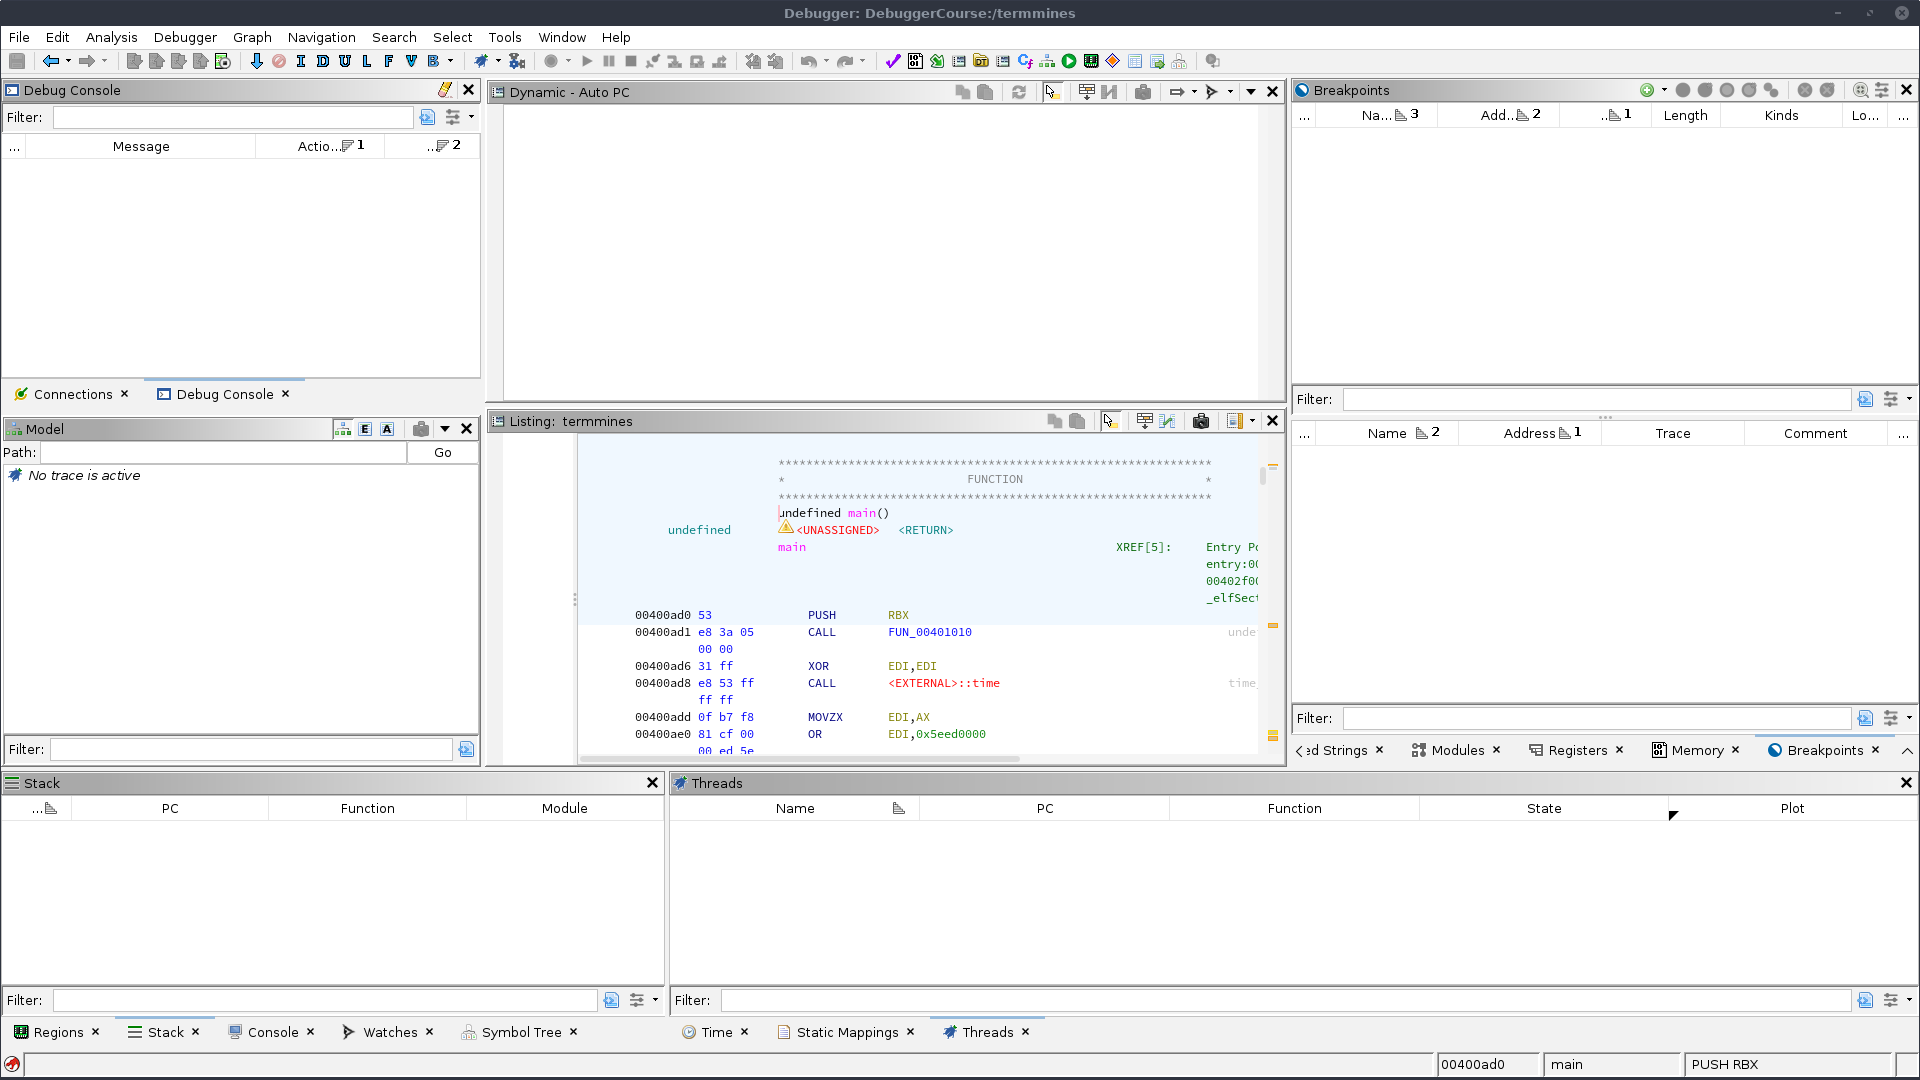 Debugger: DebuggerCourse:/termmines
File Edit Analysis Debugger Graph Navigation Search Select Tools Window Help
I D U L F V B
Debug Console
Filter:
... Message Actio... 1 .. 2
Connections × Debug Console ×
Model
Path: Go
No trace is active
Filter:
Dynamic - Auto PC
Listing: termmines
************************************************************** 
* FUNCTION *
**************************************************************
undefined main()
undefined <UNASSIGNED> <RETURN>
main XREF[5]: Entry Po
entry:00
00402f00
_elfSect
00400ad0 53 PUSH RBX
00400ad1 e8 3a 05 CALL FUN_00401010 unde
00 00
00400ad6 31 ff XOR EDI,EDI
00400ad8 e8 53 ff CALL <EXTERNAL>::time time_
ff ff
00400add 0f b7 f8 MOVZX EDI,AX
00400ae0 81 cf 00 OR EDI,0x5eed0000
00 ed 5e
Breakpoints
... Na... 3 Add.. 2 .. 1 Length Kinds Lo... ...
Filter:
... Name 2 Address 1 Trace Comment ...
Filter:
ed Strings × Modules × Registers × Memory × Breakpoints ×
Stack
... PC Function Module
Filter:
Regions × Stack × Console × Watches × Symbol Tree ×
Threads
Name PC Function State Plot
Filter:
Time × Static Mappings × Threads ×
00400ad0 main PUSH RBX